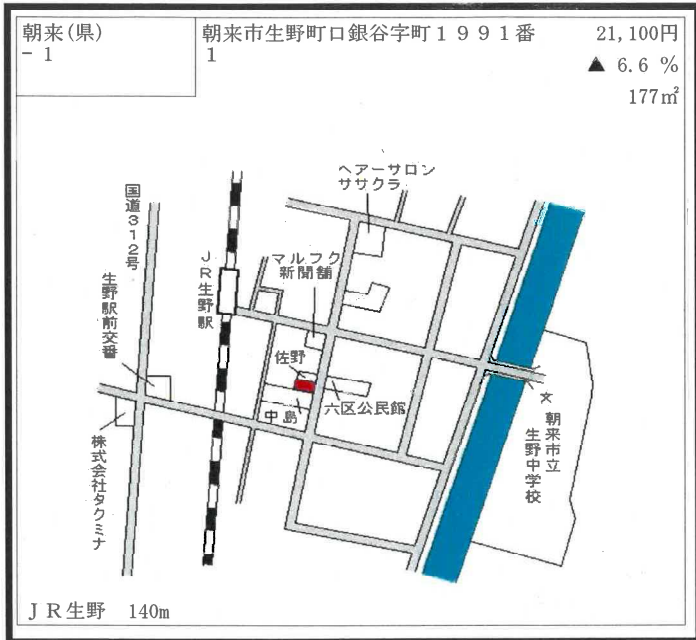 朝来(県)
- 1
朝来市生野町口銀谷字町1991番
1
21,100円
▲ 6.6 %
177㎡
ヘアーサロン
ササクラ
国道312号
JR生野駅
マルフク
新聞舗
生野駅前交番
佐野
六区公民館
中島
株式会社タクミナ
朝来市立
生野中学校
JR生野 140m